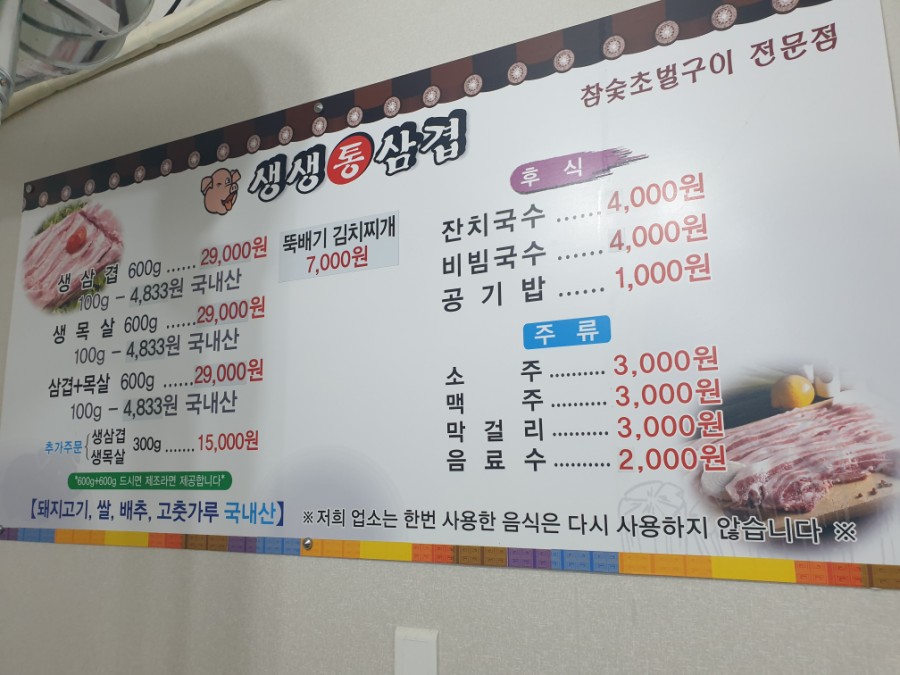 참숯초벌구이 전문점
생생통삼겹
생 삼 겹 600g ...... 29,000원
100g - 4,833원 국내산
생 목 살 600g ...... 29,000원
100g - 4,833원 국내산
삼겹+목살 600g ...... 29,000원
100g - 4,833원 국내산
추가주문 { 생삼겹 생목살 300g ...... 15,000원
"600g+600g 드시면 제조라면 제공합니다"
【돼지고기, 쌀, 배추, 고춧가루 국내산】
뚝배기 김치찌개
7,000원
후 식
잔치국수 ...... 4,000원
비빔국수 ...... 4,000원
공 기 밥 ...... 1,000원
주 류
소 주 .......... 3,000원
맥 주 .......... 3,000원
막 걸 리 .......... 3,000원
음 료 수 .......... 2,000원
※저희 업소는 한번 사용한 음식은 다시 사용하지 않습니다 ※